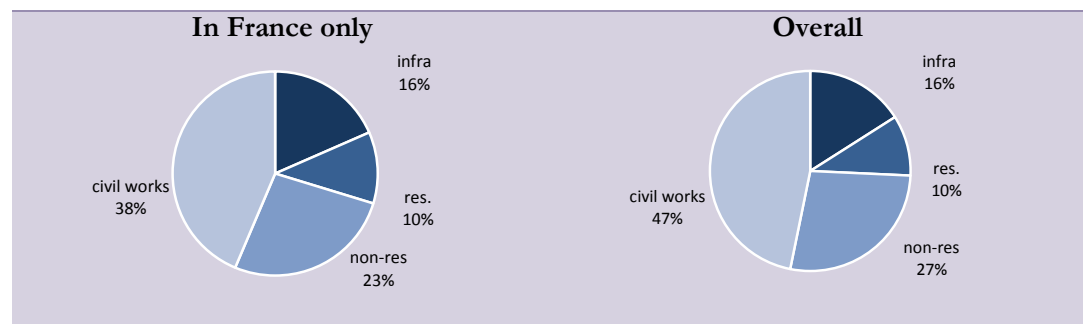 In France only
infra
16%
res.
10%
non-res
23%
civil works
38%
Overall
infra
16%
res.
10%
non-res
27%
civil works
47%